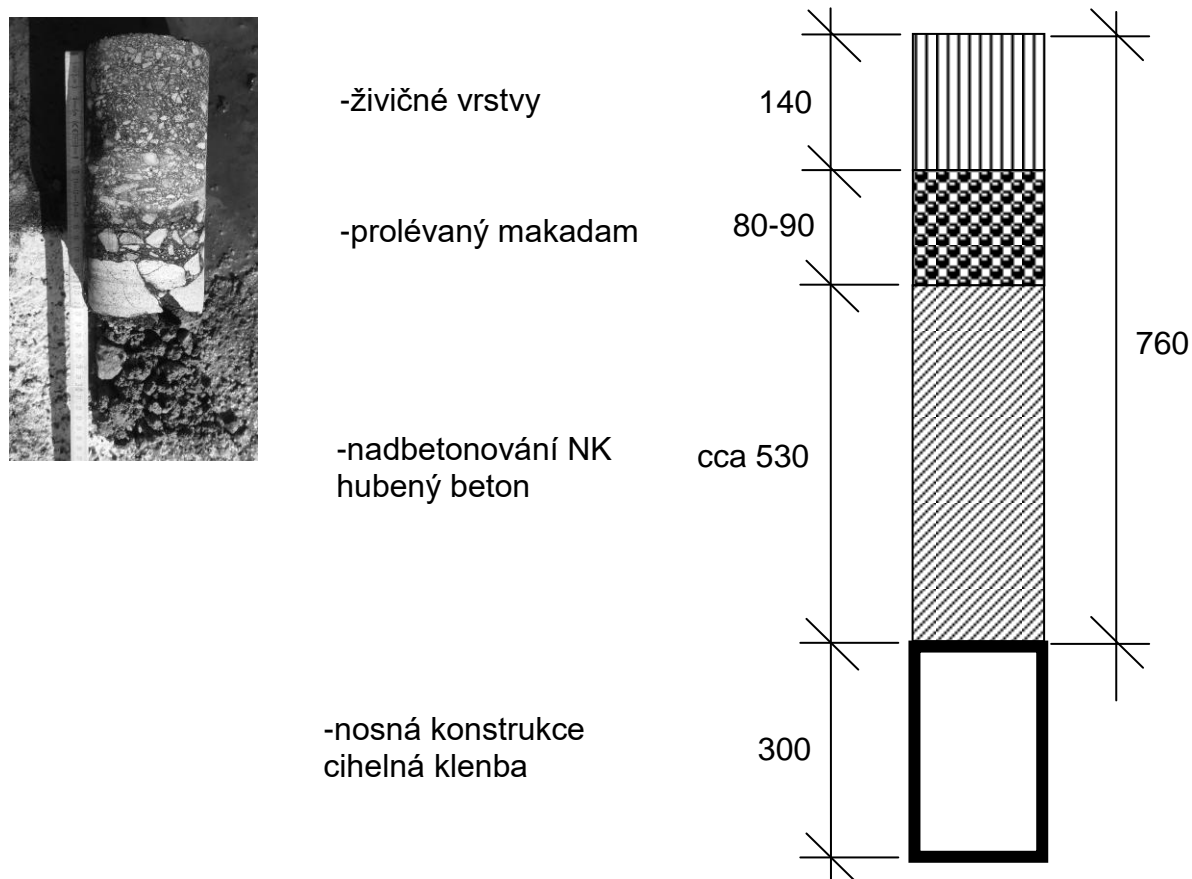 -živičné vrstvy
140
-prolévaný makadam
80-90
760
-nadbetonování NK
hubený beton
cca 530
-nosná konstrukce
cihelná klenba
300